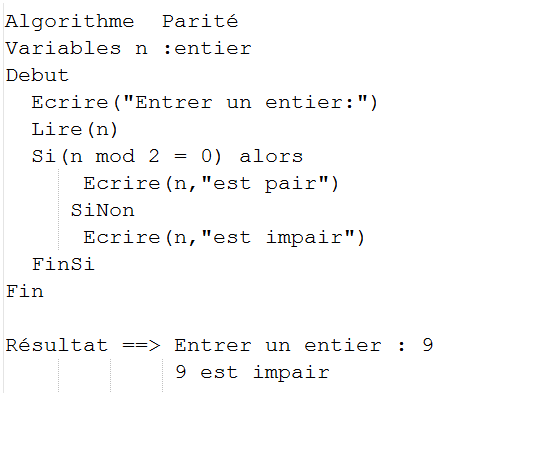 Algorithme  Parité
Variables n :entier
Debut
  Ecrire("Entrer un entier:")
  Lire(n)
  Si(n mod 2 = 0) alors
      Ecrire(n,"est pair")
     SiNon
      Ecrire(n,"est impair")
  FinSi
Fin

Résultat ==> Entrer un entier : 9
             9 est impair